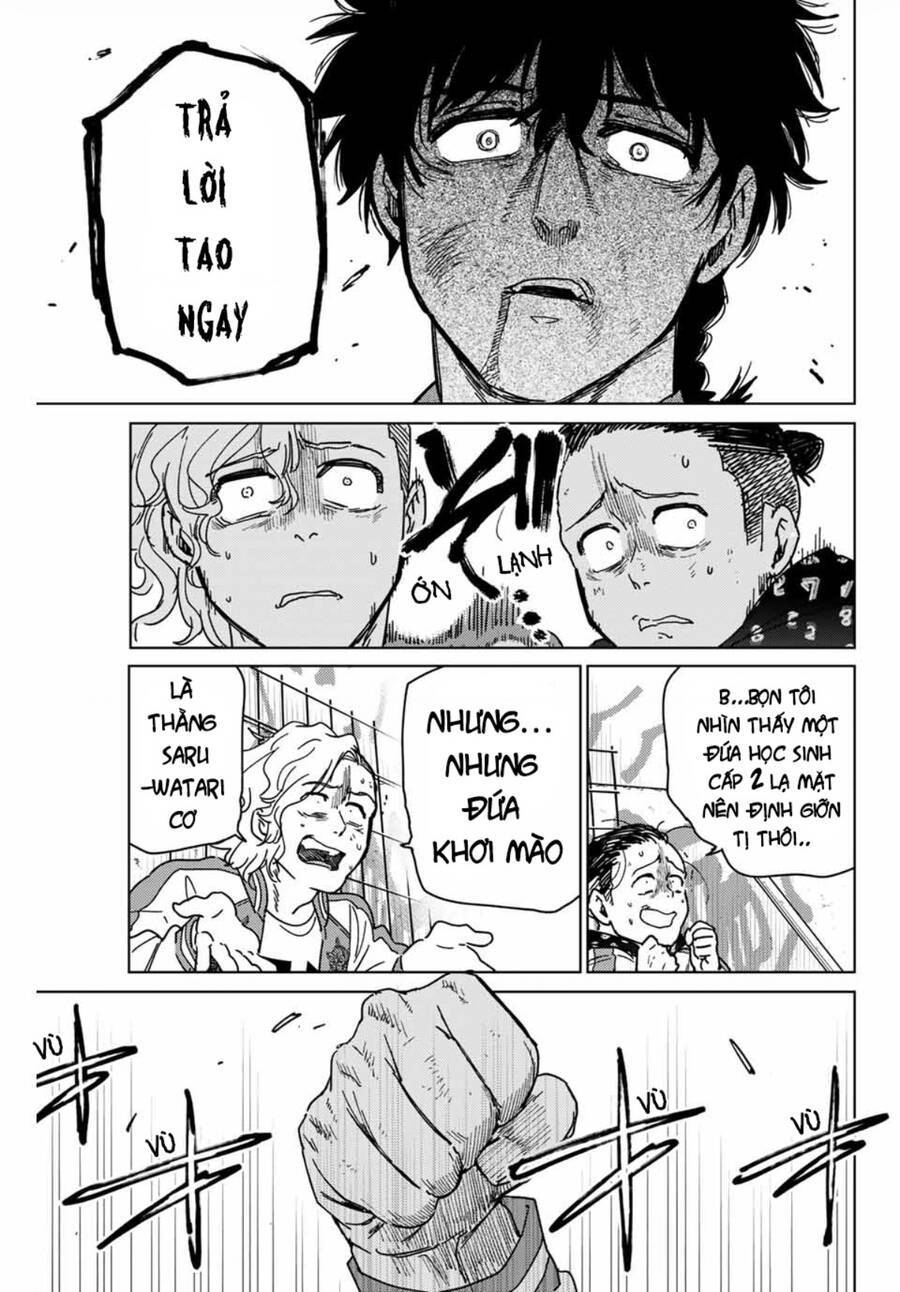 TRẢ
LỜI
TAO
NGAY
ỚN
LẠNH
B...BỌN TÔI
NHÌN THẤY MỘT
ĐỨA HỌC SINH
CẤP 2 LẠ MẶT
NÊN ĐỊNH GIỠN
TỊ THÔI..
NHƯNG...
NHƯNG
ĐỨA
KHƠI MÀO
LÀ
THẰNG
SARU
-WATARI
CƠ
VÙ
VÙ
VÙ
VÙ